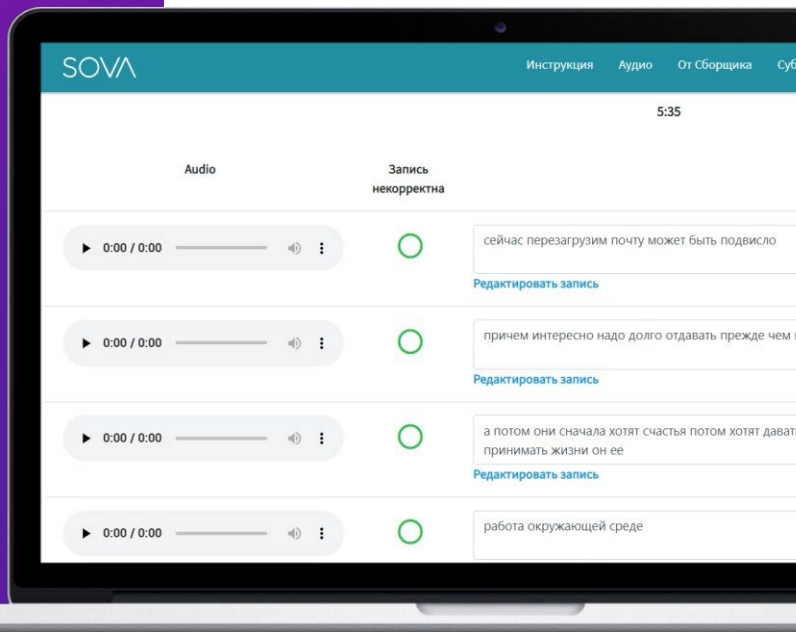 SOVA
Инструкция Аудио От Сборщика
5:35
Audio
Запись
некорректна
0:00 / 0:00
сейчас перезагрузим почту может быть подвисло
Редактировать запись
0:00 / 0:00
причем интересно надо долго отдавать прежде чем
Редактировать запись
0:00 / 0:00
а потом они сначала хотят счастья потом хотят
принимать жизни он ее
Редактировать запись
0:00 / 0:00
работа окружающей среде